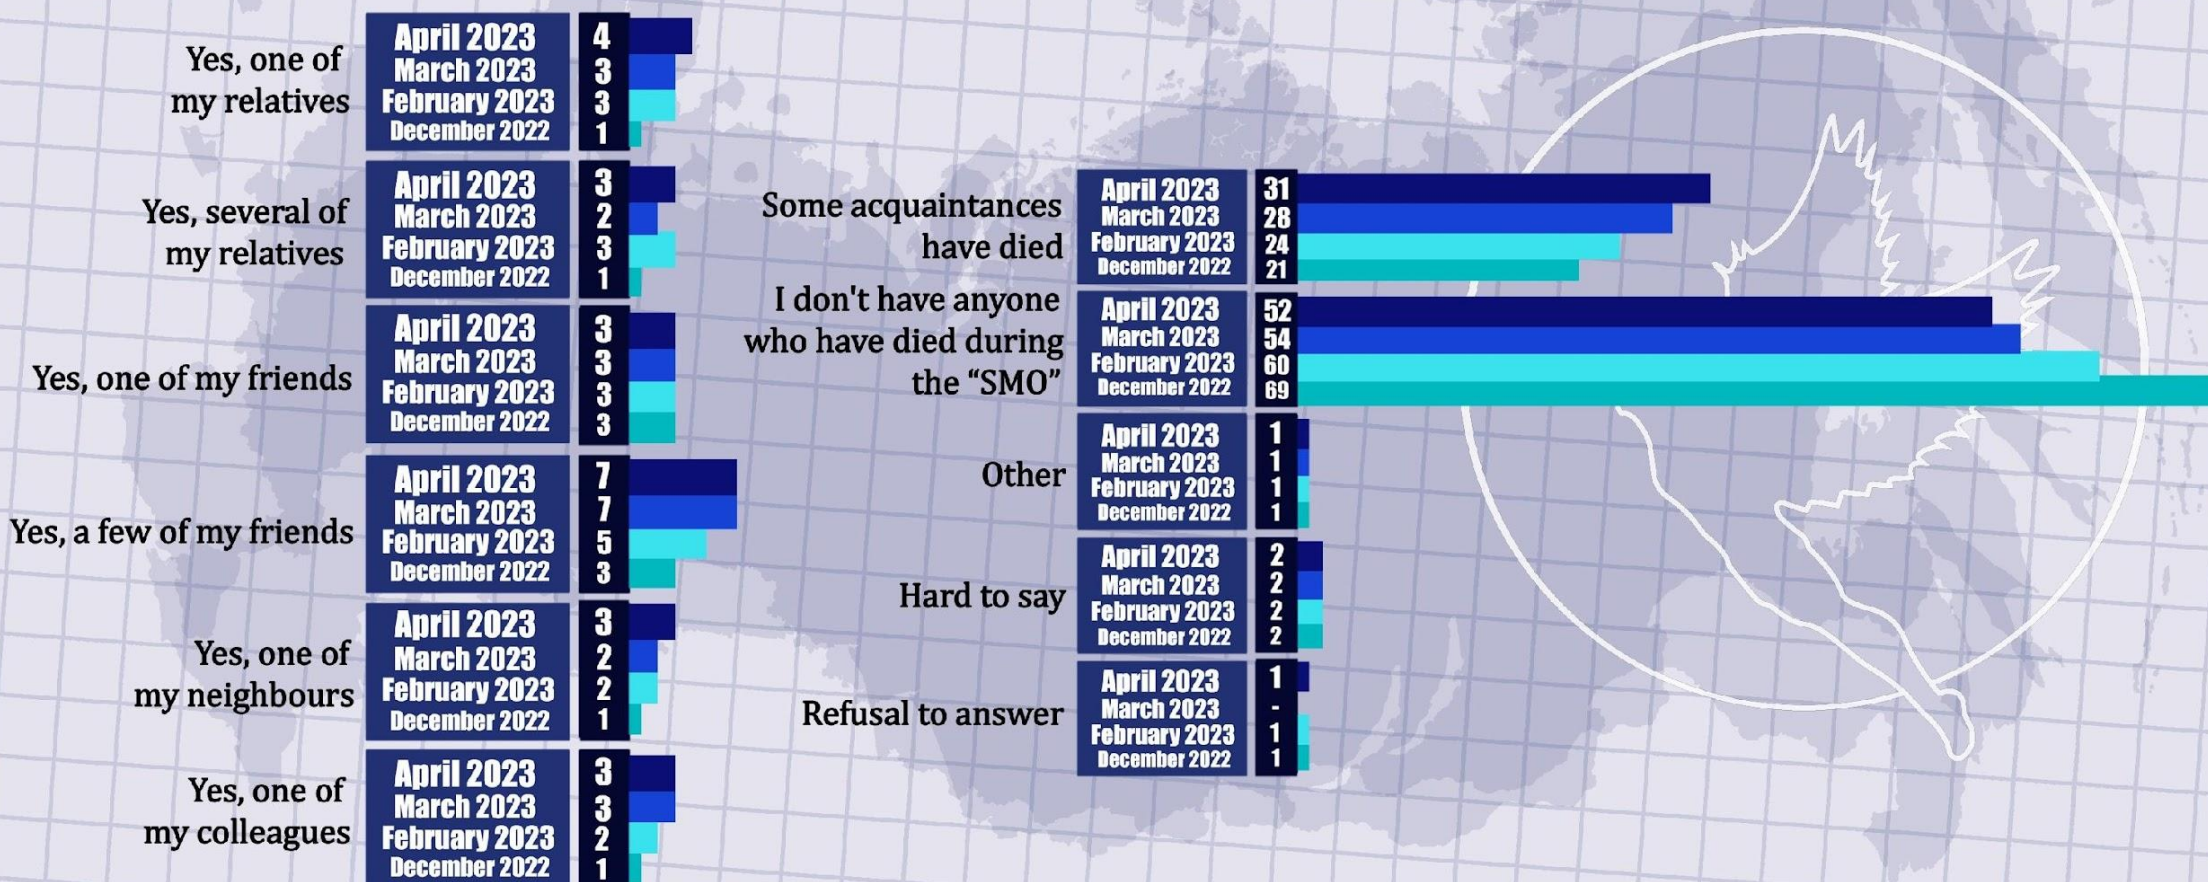 Yes, one of
my relatives
April 2023 4
March 2023 3
February 2023 3
December 2022 1
Yes, several of
my relatives
April 2023 3
March 2023 2
February 2023 3
December 2022 1
Yes, one of my friends
April 2023 3
March 2023 3
February 2023 3
December 2022 3
Yes, a few of my friends
April 2023 7
March 2023 7
February 2023 5
December 2022 3
Yes, one of
my neighbours
April 2023 3
March 2023 2
February 2023 2
December 2022 1
Yes, one of
my colleagues
April 2023 3
March 2023 3
February 2023 2
December 2022 1
Some acquaintances
have died
April 2023 31
March 2023 28
February 2023 24
December 2022 21
I don't have anyone
who have died during
the “SMO”
April 2023 52
March 2023 54
February 2023 60
December 2022 69
Other
April 2023 1
March 2023 1
February 2023 1
December 2022 1
Hard to say
April 2023 2
March 2023 2
February 2023 2
December 2022 2
Refusal to answer
April 2023 1
March 2023 -
February 2023 1
December 2022 1